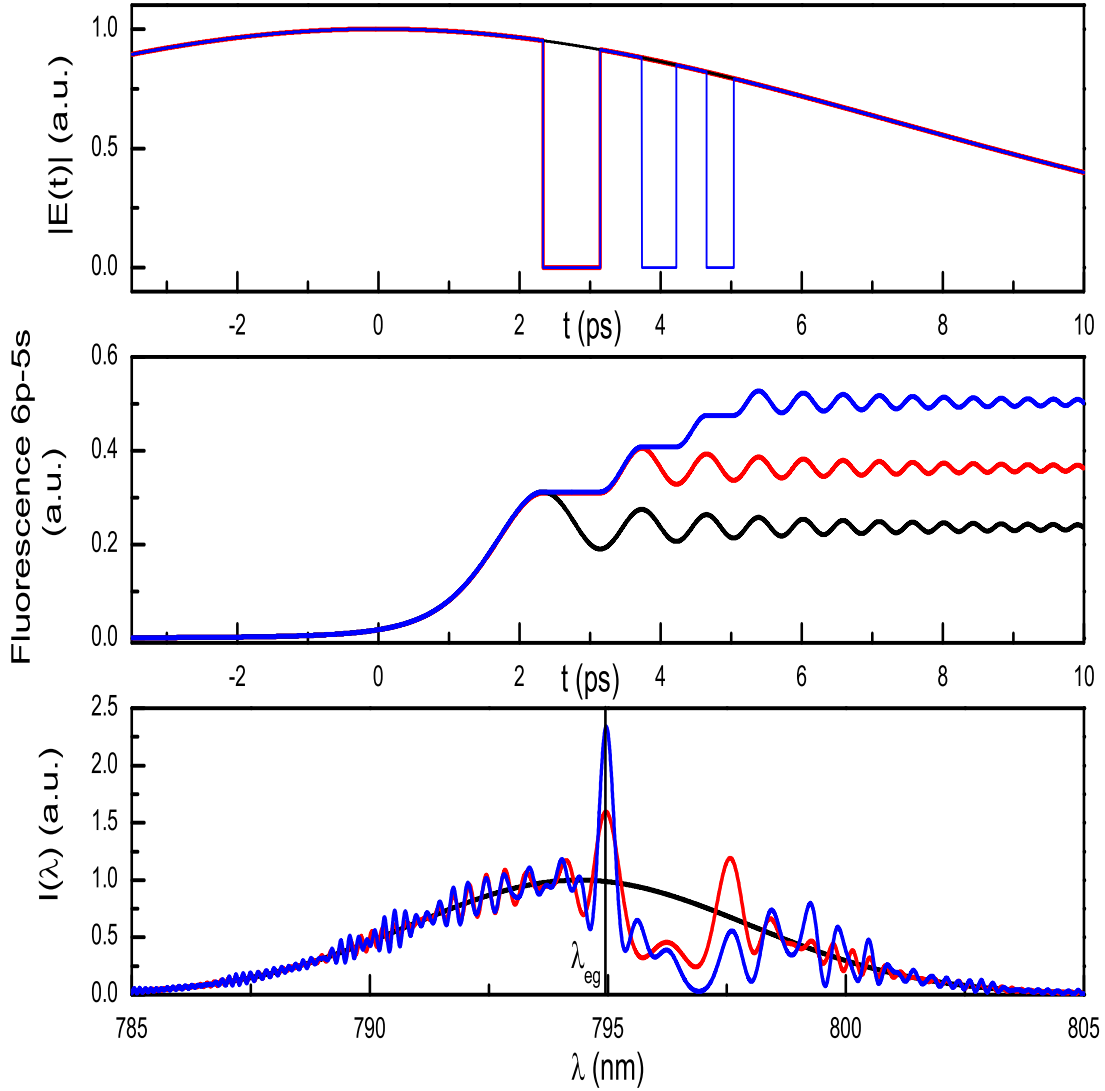 1.0
0.5
0.0
|E(t)| (a.u.)
-2 0 2 4 6 8 10
t (ps)
0.6
0.4
0.2
0.0
Fluorescence 6p-5s
(a.u.)
-2 0 2 4 6 8 10
t (ps)
2.5
2.0
1.5
1.0
0.5
0.0
I(λ) (a.u.)
λeg
785 790 795 800 805
λ (nm)